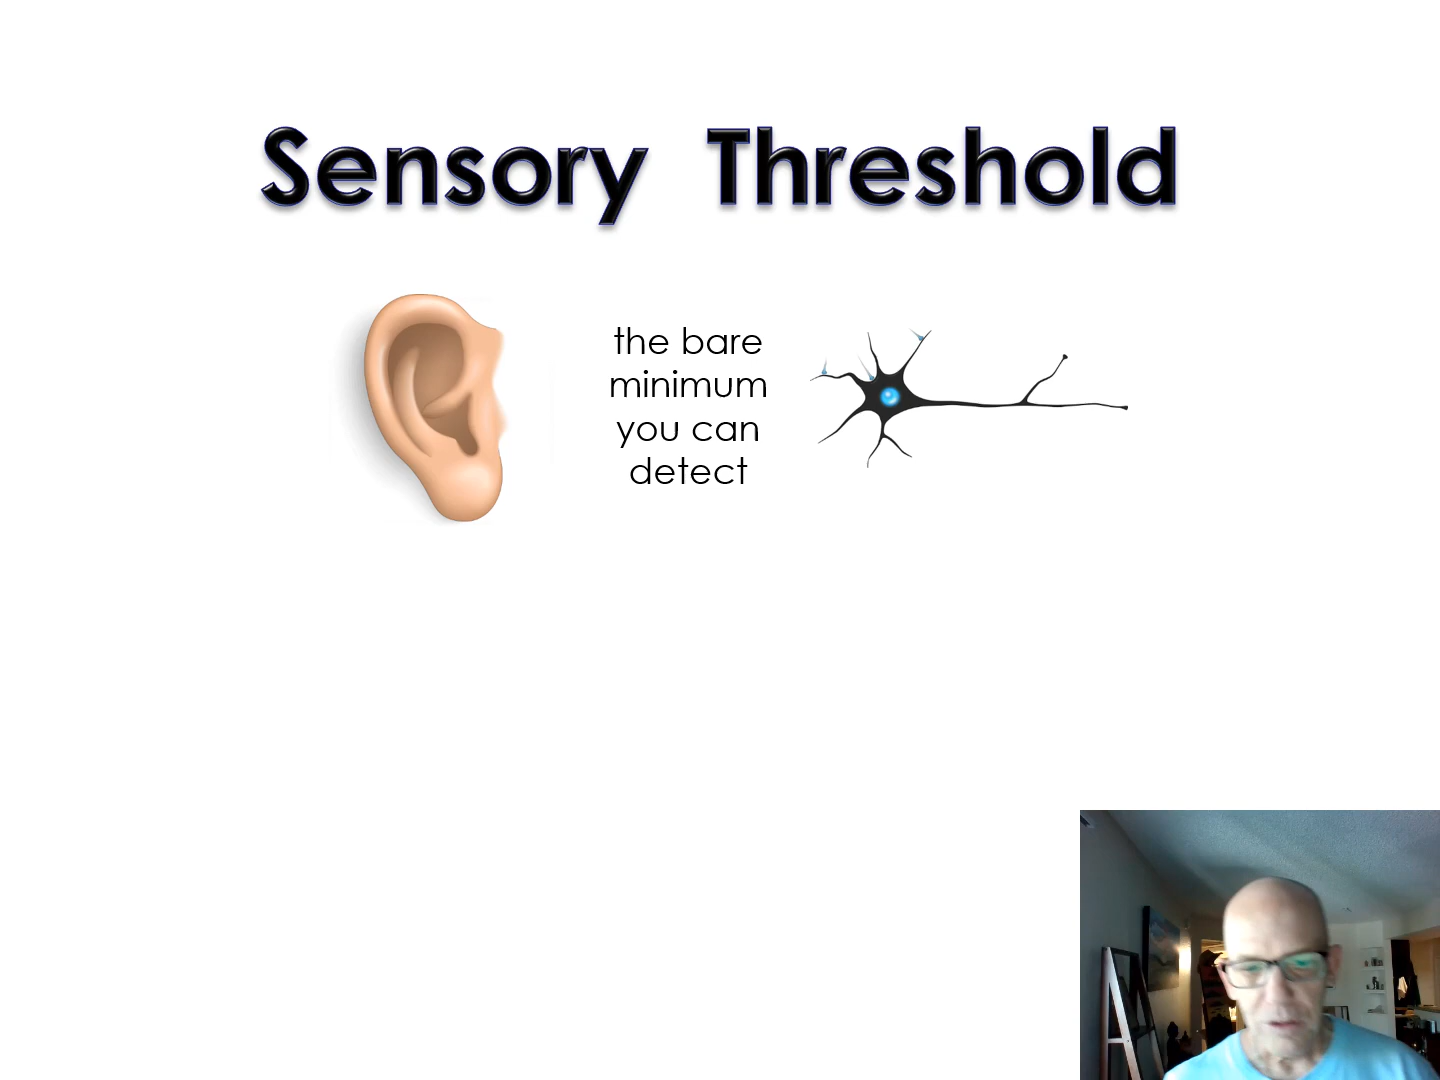 Sensory Threshold
the bare
minimum
you can
detect